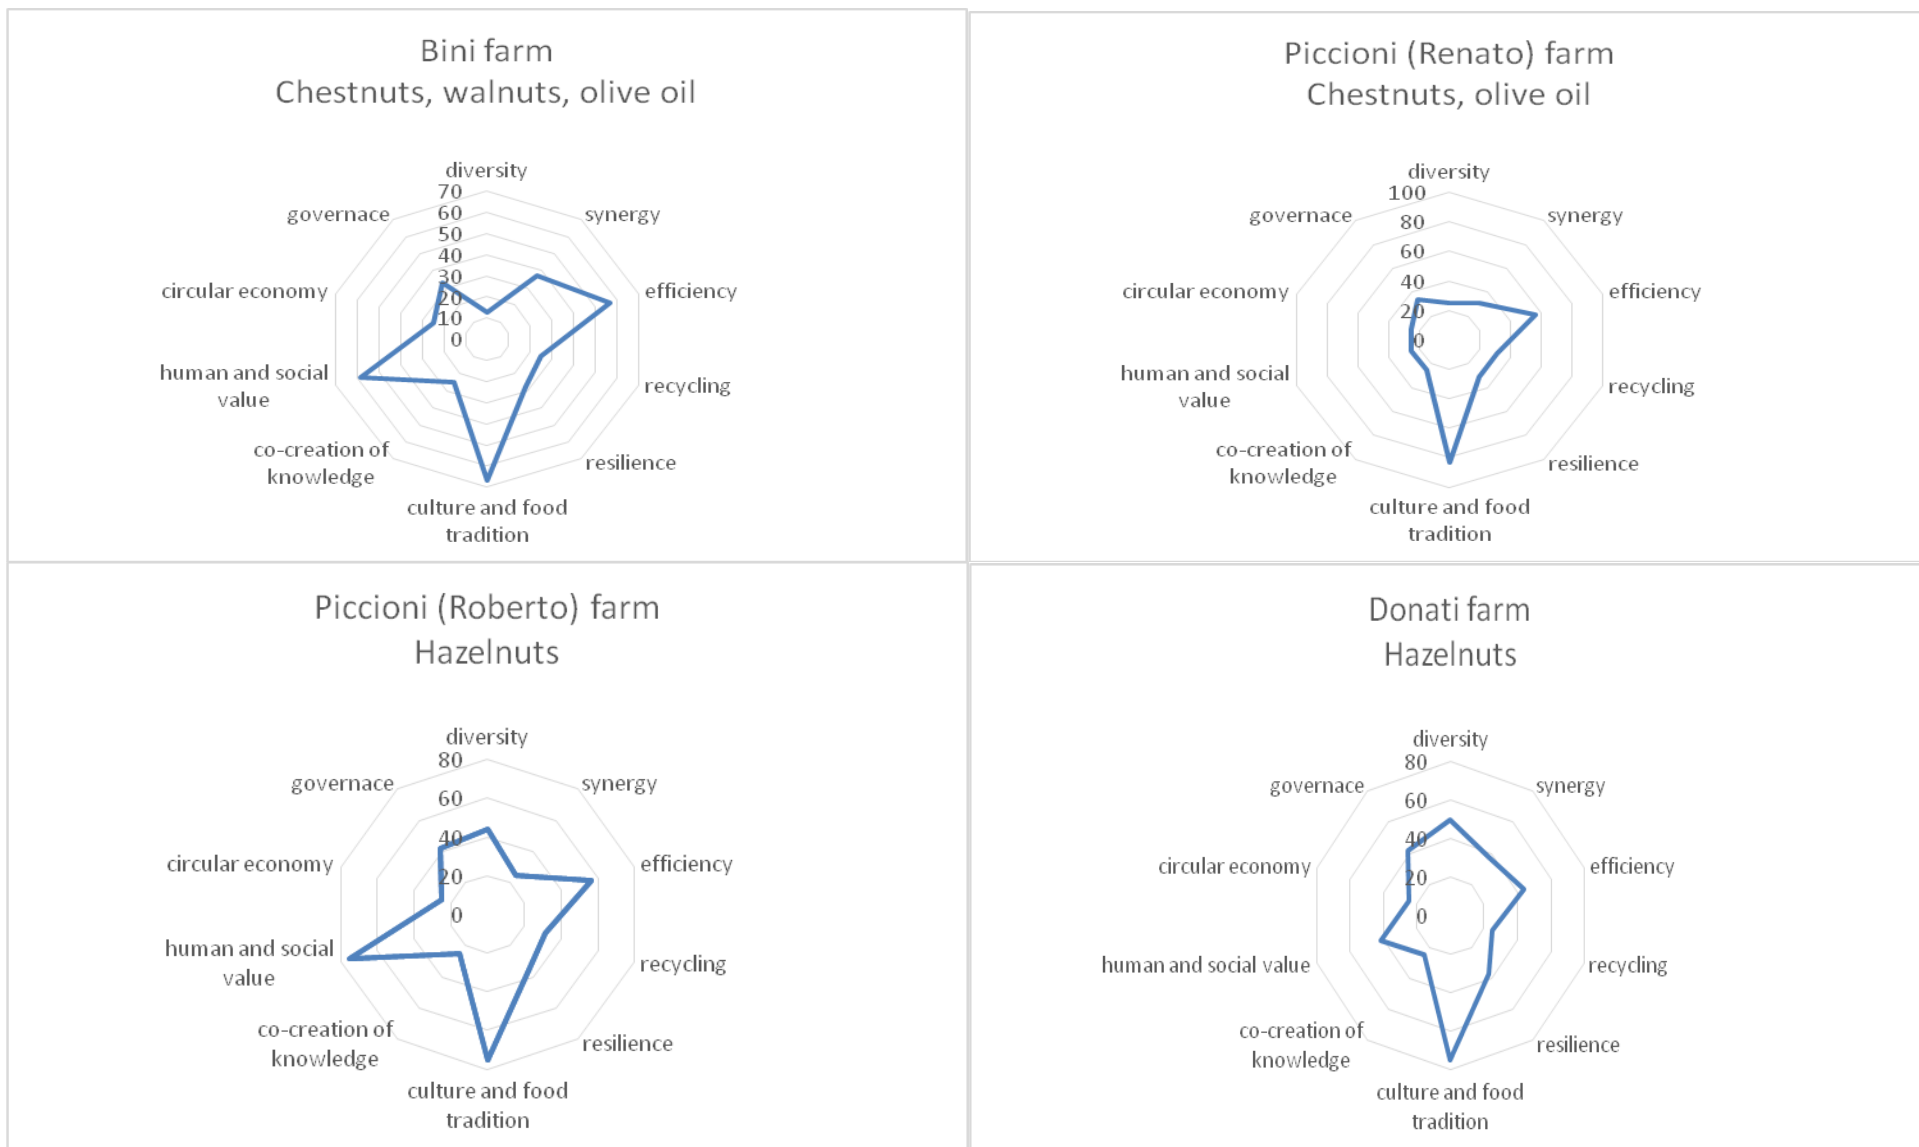 Bini farm
Chestnuts, walnuts, olive oil
diversity
70
60
50
40
30
20
10
0
synergy
efficiency
recycling
resilience
culture and food
tradition
co-creation of
knowledge
human and social
value
circular economy
governace
Piccioni (Renato) farm
Chestnuts, olive oil
diversity
100
80
60
40
20
0
synergy
efficiency
recycling
resilience
culture and food
tradition
co-creation of
knowledge
human and social
value
circular economy
governace
Piccioni (Roberto) farm
Hazelnuts
diversity
80
60
40
20
0
synergy
efficiency
recycling
resilience
culture and food
tradition
co-creation of
knowledge
human and social
value
circular economy
governace
Donati farm
Hazelnuts
diversity
80
60
40
20
0
synergy
efficiency
recycling
resilience
culture and food
tradition
co-creation of
knowledge
human and social value
circular economy
governace